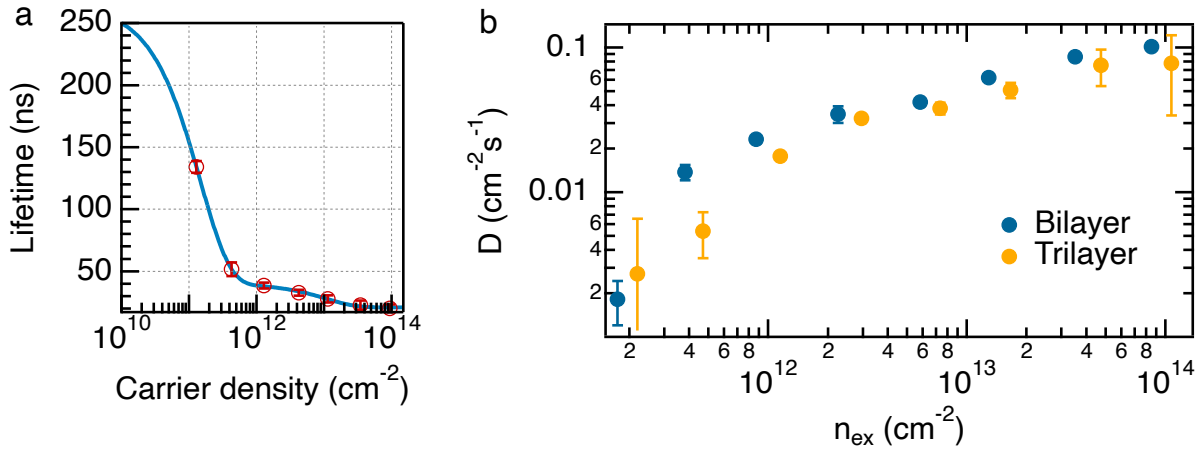 a
250
200
150
100
50
Lifetime (ns)
10^10
10^12
10^14
Carrier density (cm^-2)
b
0.1
6
4
2
0.01
6
4
2
D (cm^-2s^-1)
Bilayer
Trilayer
2 4 6 8 2 4 6 8 2 4 6 8
10^12 10^13 10^14
n_ex (cm^-2)